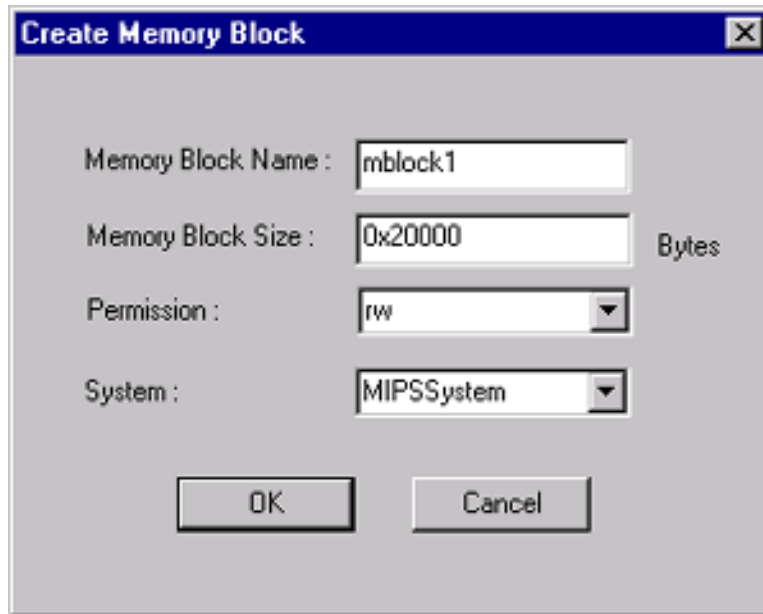 Create Memory Block
Memory Block Name : mblock1
Memory Block Size : 0x20000 Bytes
Permission : rw
System : MIPSSystem
OK Cancel